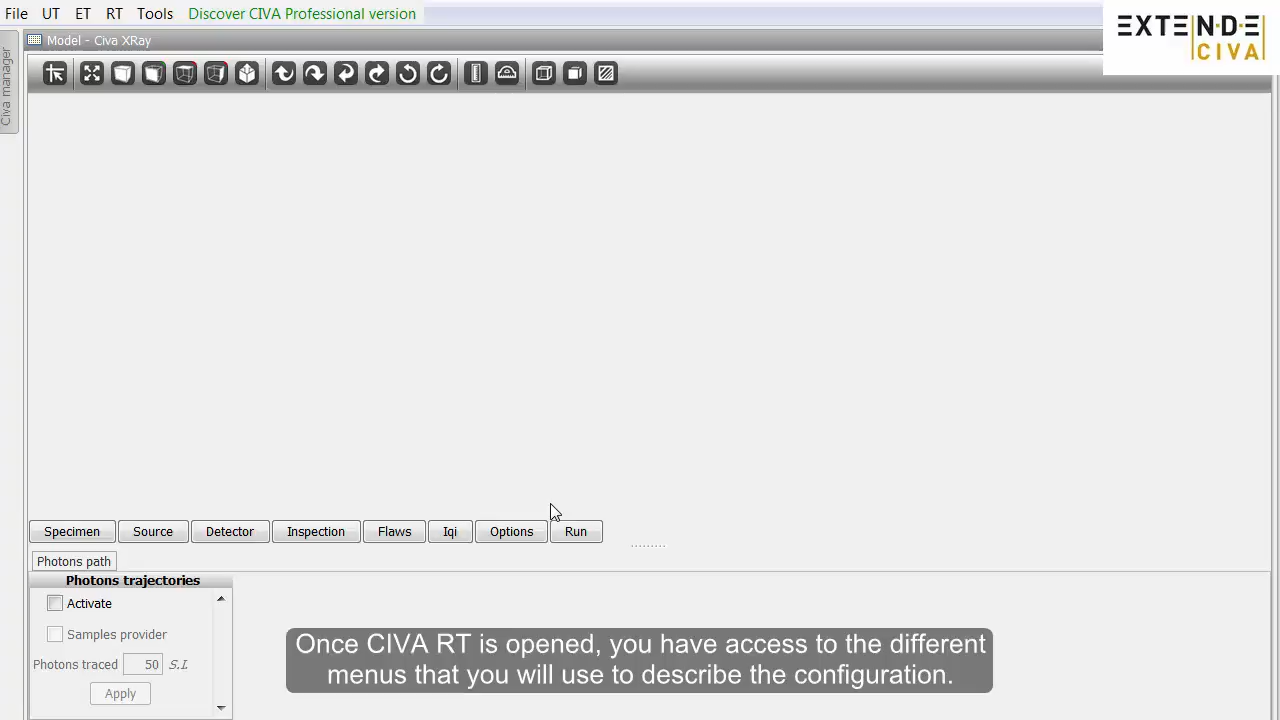 File UT ET RT Tools Discover CIVA Professional version
EXTENDE
CIVA
Civa manager
Model - Civa XRay
Specimen Source Detector Inspection Flaws Iqi Options Run
Photons path
Photons trajectories
Activate
Samples provider
Photons traced 50 S.I
Apply
Once CIVA RT is opened, you have access to the different
menus that you will use to describe the configuration.